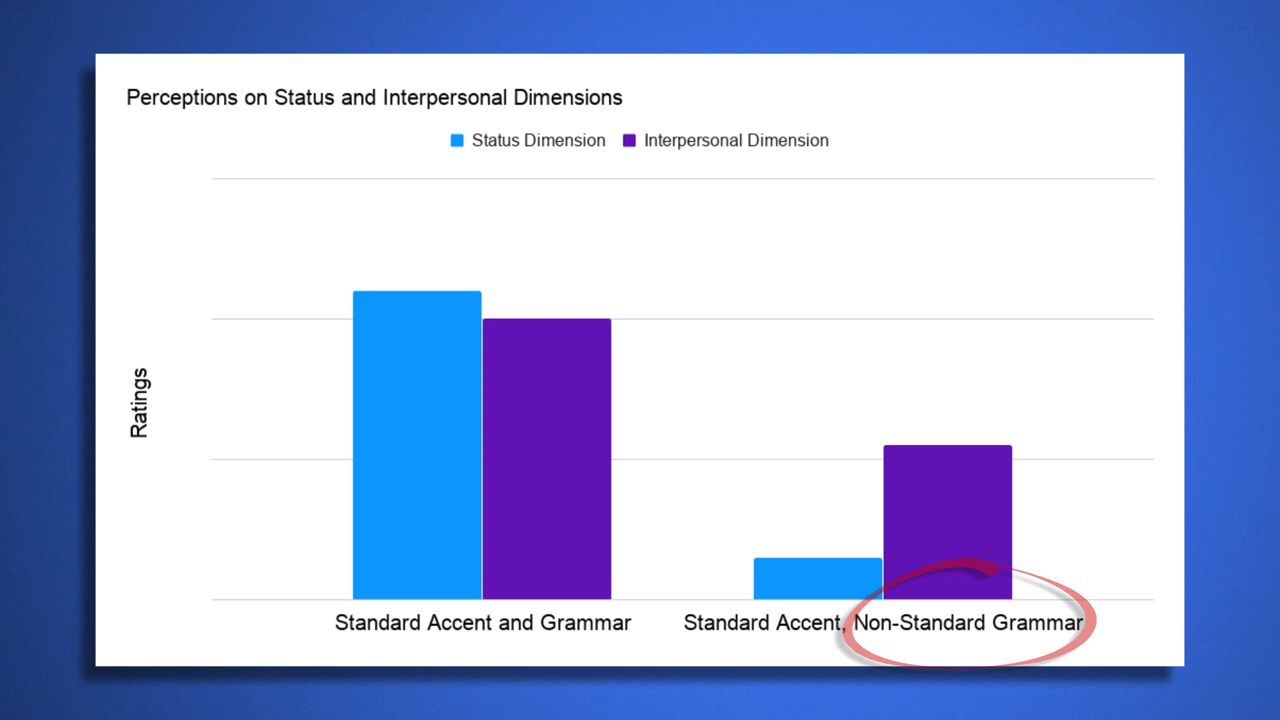 Perceptions on Status and Interpersonal Dimensions
Status Dimension Interpersonal Dimension
Ratings
Standard Accent and Grammar Standard Accent, Non-Standard Grammar